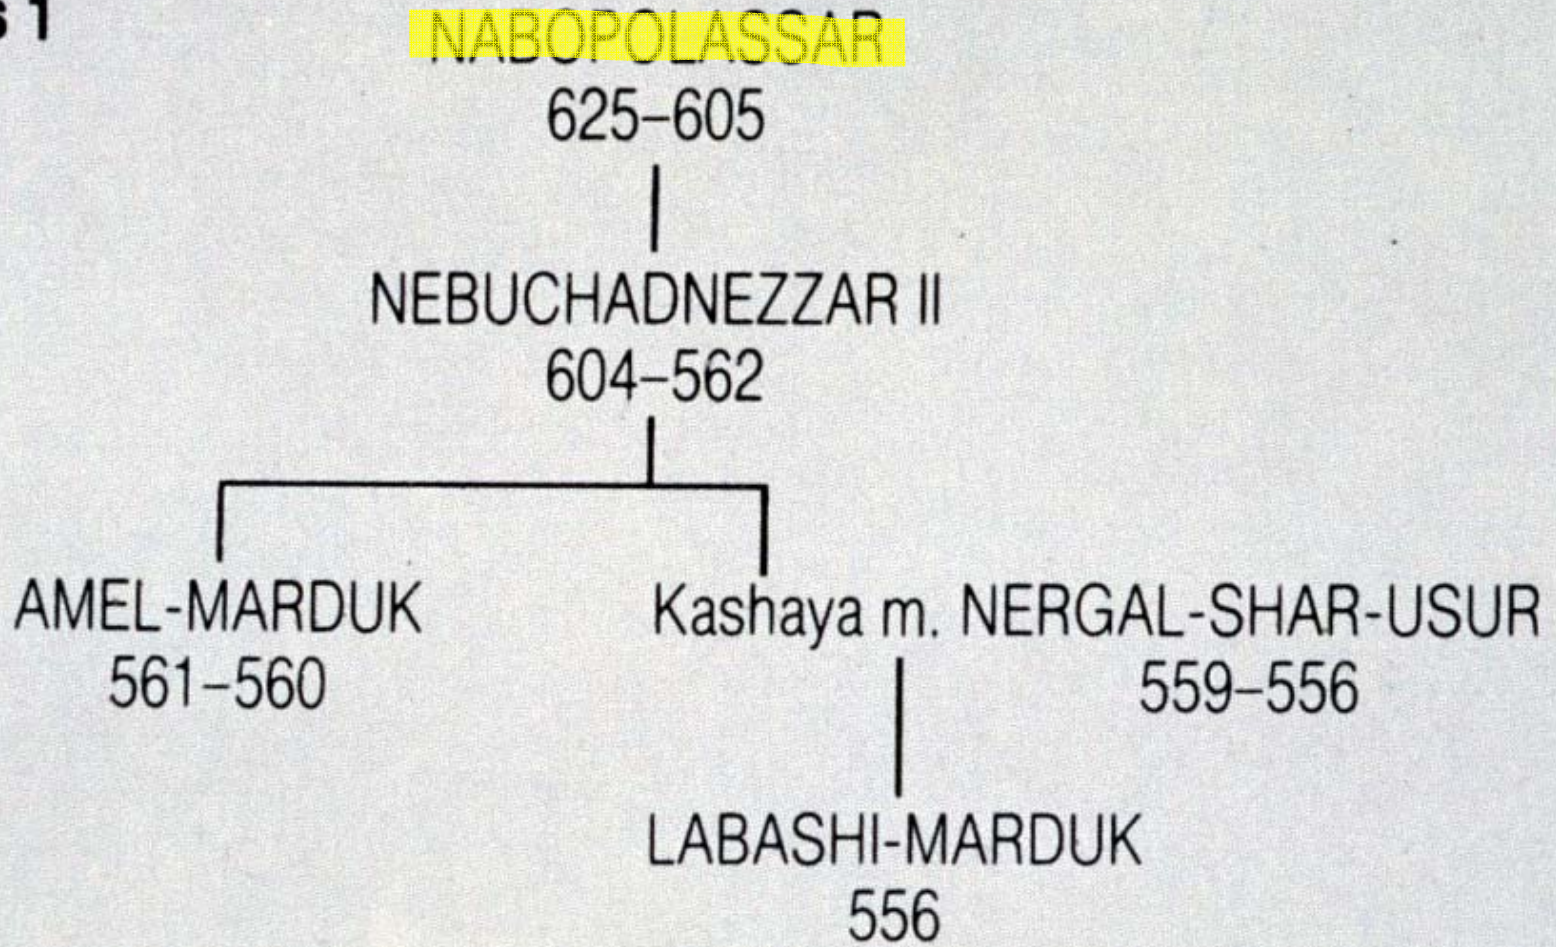 1
NABOPOLASSAR
625–605
NEBUCHADNEZZAR II
604–562
AMEL-MARDUK
561–560
Kashaya m. NERGAL-SHAR-USUR
559–556
LABASHI-MARDUK
556